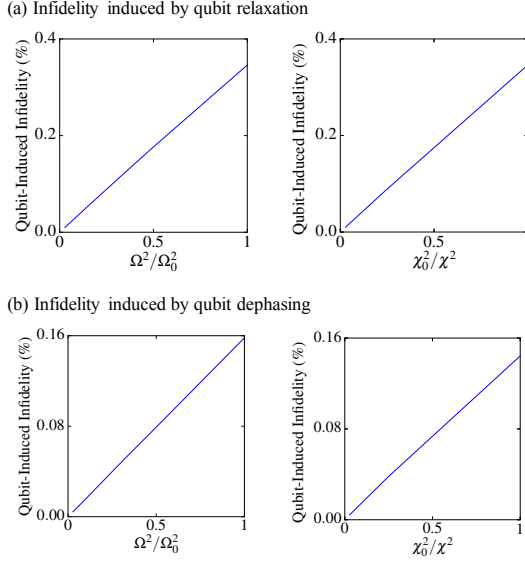 (a) Infidelity induced by qubit relaxation
Qubit-Induced Infidelity (%)
0.4
0.2
0.0
0.5
1
Ω²/Ω₀²
Qubit-Induced Infidelity (%)
0.4
0.2
0.0
0.5
1
χ₀²/χ²
(b) Infidelity induced by qubit dephasing
Qubit-Induced Infidelity (%)
0.16
0.08
0.00
0
0.5
1
Ω²/Ω₀²
Qubit-Induced Infidelity (%)
0.16
0.08
0.00
0
0.5
1
χ₀²/χ²